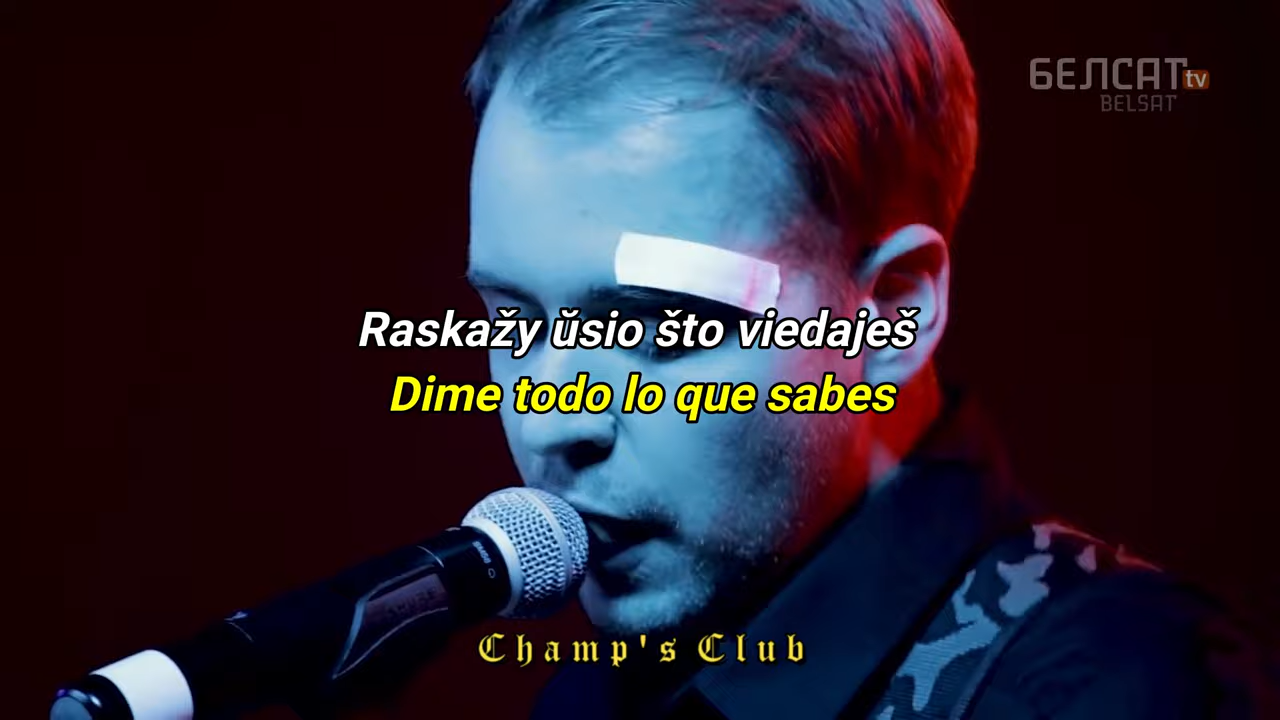 БЕЛСАТ tv
BELSAT
Raskažy ŭsio što viedaješ
Dime todo lo que sabes
Champ's Club